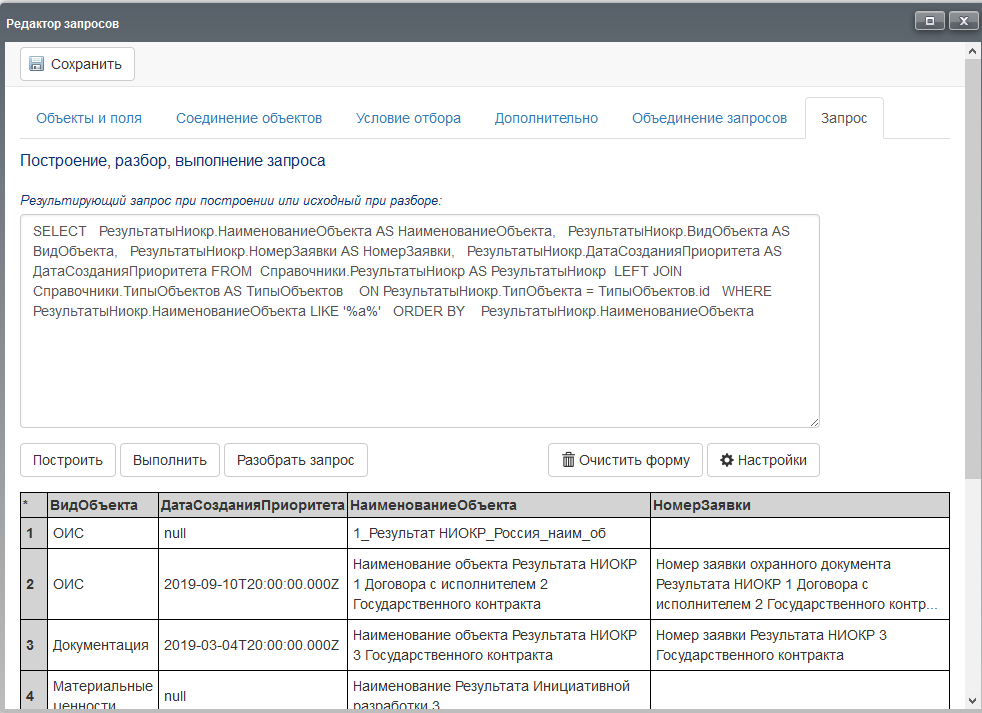 Редактор запросов
Сохранить
Объекты и поля Соединение объектов Условие отбора Дополнительно Объединение запросов Запрос
Построение, разбор, выполнение запроса
Результирующий запрос при построении или исходный при разборе:
SELECT РезультатыНиокр.НаименованиеОбъекта AS НаименованиеОбъекта, РезультатыНиокр.ВидОбъекта AS
ВидОбъекта, РезультатыНиокр.НомерЗаявки AS НомерЗаявки, РезультатыНиокр.ДатаСозданияПриоритета AS
ДатаСозданияПриоритета FROM Справочники.РезультатыНиокр AS РезультатыНиокр LEFT JOIN
Справочники.ТипыОбъектов AS ТипыОбъектов ON РезультатыНиокр.ТипОбъекта = ТипыОбъектов.id WHERE
РезультатыНиокр.НаименованиеОбъекта LIKE '%а%' ORDER BY РезультатыНиокр.НаименованиеОбъекта
Построить Выполнить Разобрать запрос Очистить форму Настройки
* ВидОбъекта ДатаСозданияПриоритета НаименованиеОбъекта НомерЗаявки
1 ОИС null 1_Результат НИОКР_Россия_наим_об
2 ОИС 2019-09-10T20:00:00.000Z
Наименование объекта Результата НИОКР
1 Договора с исполнителем 2
Государственного контракта
Номер заявки охранного документа
Результата НИОКР 1 Договора с
исполнителем 2 Государственного контр...
3 Документация 2019-03-04T20:00:00.000Z
Наименование объекта Результата НИОКР
3 Государственного контракта
Номер заявки Результата НИОКР 3
Государственного контракта
4
Материальные
ценности
null
Наименование Результата Инициативной
разработки 3